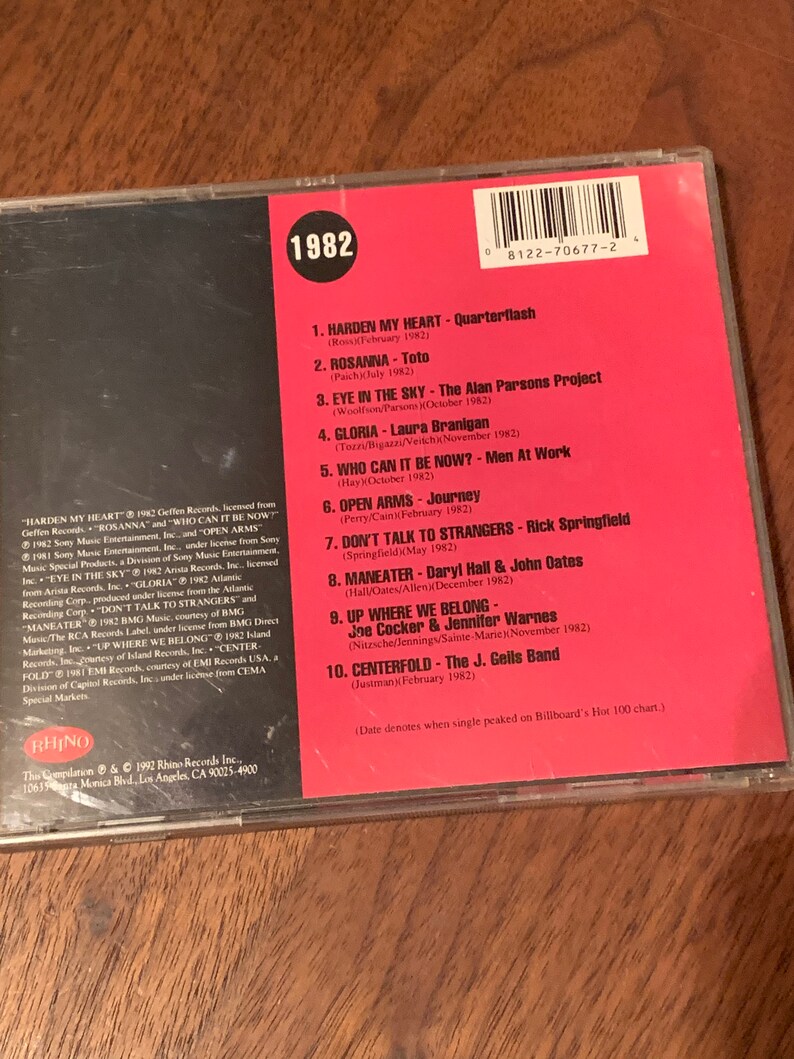 1982
0 8122-70677-2 4
1. HARDEN MY HEART - Quarterflash
(Ross)(February 1982)
2. ROSANNA - Toto
(Paich)(July 1982)
3. EYE IN THE SKY - The Alan Parsons Project
(Woolfson/Parsons)(October 1982)
4. GLORIA - Laura Branigan
(Tozzi/Bigazzi/Veitch)(November 1982)
5. WHO CAN IT BE NOW? - Men At Work
(Hay)(October 1982)
6. OPEN ARMS - Journey
(Perry/Cain)(February 1982)
7. DON'T TALK TO STRANGERS - Rick Springfield
(Springfield)(May 1982)
8. MANEATER - Daryl Hall & John Oates
(Hall/Oates/Allen)(December 1982)
9. UP WHERE WE BELONG -
Joe Cocker & Jennifer Warnes
(Nitzsche/Jennings/Sainte-Marie)(November 1982)
10. CENTERFOLD - The J. Geils Band
(Justman)(February 1982)
(Date denotes when single peaked on Billboard's Hot 100 chart.)
"HARDEN MY HEART" ℗ 1982 Geffen Records, licensed from
Geffen Records. • "ROSANNA" and "WHO CAN IT BE NOW?"
℗ 1982 Sony Music Entertainment, Inc., and "OPEN ARMS"
℗ 1981 Sony Music Entertainment, Inc., under license from Sony
Music Special Products, a Division of Sony Music Entertainment,
Inc. • "EYE IN THE SKY" ℗ 1982 Arista Records, Inc., licensed
from Arista Records, Inc. • "GLORIA" ℗ 1982 Atlantic
Recording Corp., produced under license from the Atlantic
Recording Corp. • "DON'T TALK TO STRANGERS" and
"MANEATER" ℗ 1982 BMG Music, courtesy of BMG
Music/The RCA Records Label, under license from BMG Direct
Marketing, Inc. • "UP WHERE WE BELONG" ℗ 1982 Island
Records, Inc., courtesy of Island Records, Inc. • "CENTER-
FOLD" ℗ 1981 EMI Records, courtesy of EMI Records USA, a
Division of Capitol Records, Inc., under license from CEMA
Special Markets.
RHINO
This Compilation ℗ & © 1992 Rhino Records Inc.,
10635 Santa Monica Blvd., Los Angeles, CA 90025-4900